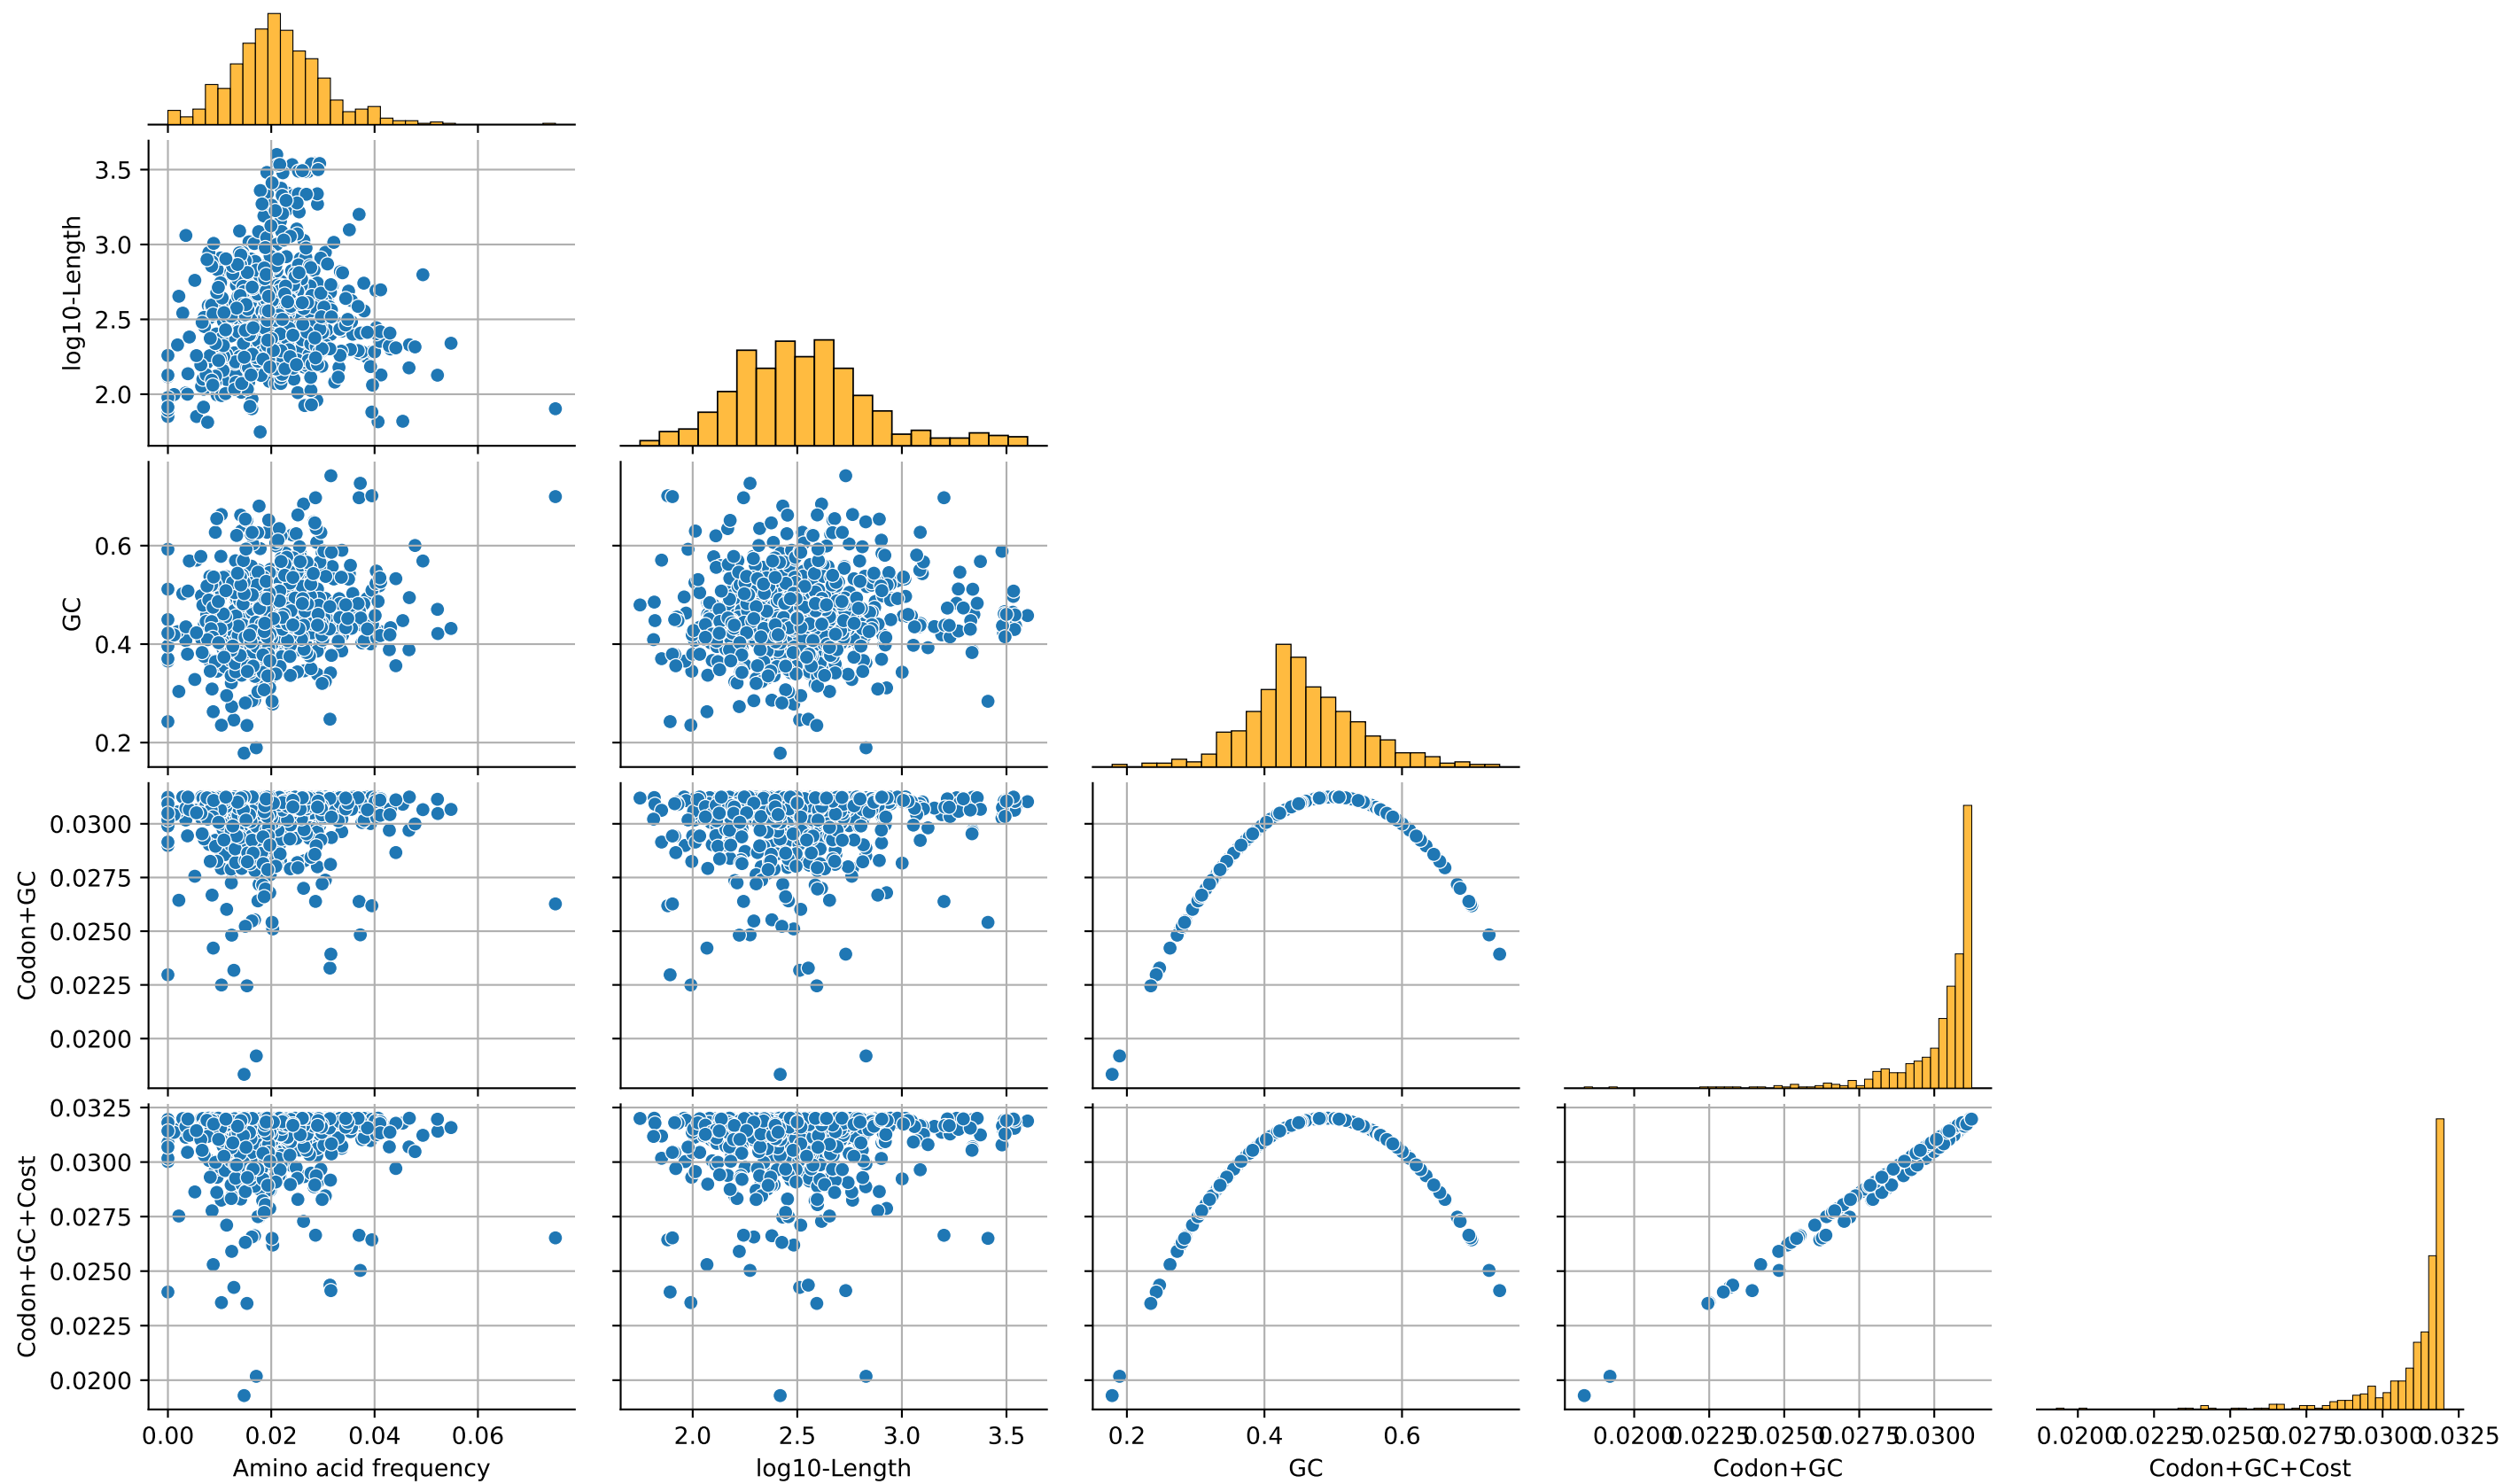 3.5
3.0
2.5
2.0
log10-Length
0.6
0.4
0.2
GC
0.0300
0.0275
0.0250
0.0225
0.0200
Codon+GC
0.0325
0.0300
0.0275
0.0250
0.0225
0.0200
Codon+GC+Cost
0.00 0.02 0.04 0.06
2.0 2.5 3.0 3.5
0.2 0.4 0.6
0.0200 0.0225 0.0250 0.0275 0.0300
0.0200 0.0225 0.0250 0.0275 0.0300 0.0325
Amino acid frequency
log10-Length
GC
Codon+GC
Codon+GC+Cost